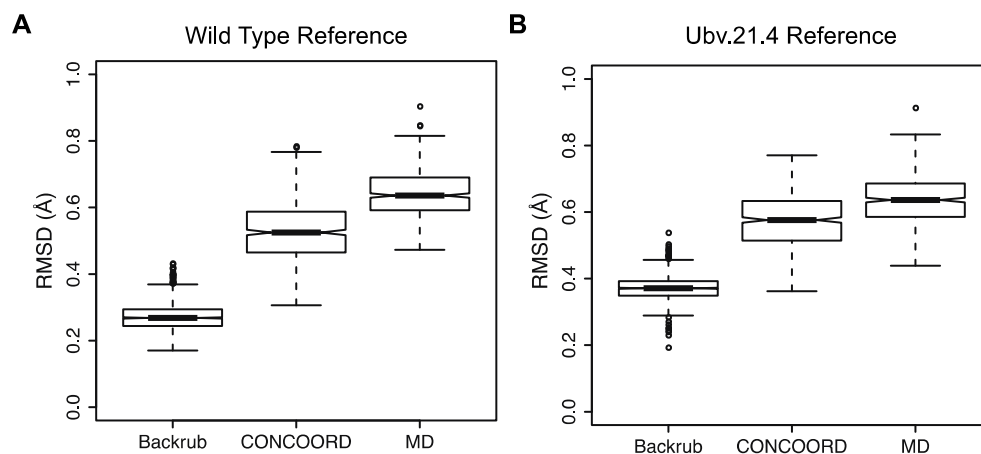 A
Wild Type Reference
RMSD (Å)
1.0
0.8
0.6
0.4
0.2
0.0
Backrub CONCOORD MD
B
Ubv.21.4 Reference
RMSD (Å)
1.0
0.8
0.6
0.4
0.2
0.0
Backrub CONCOORD MD